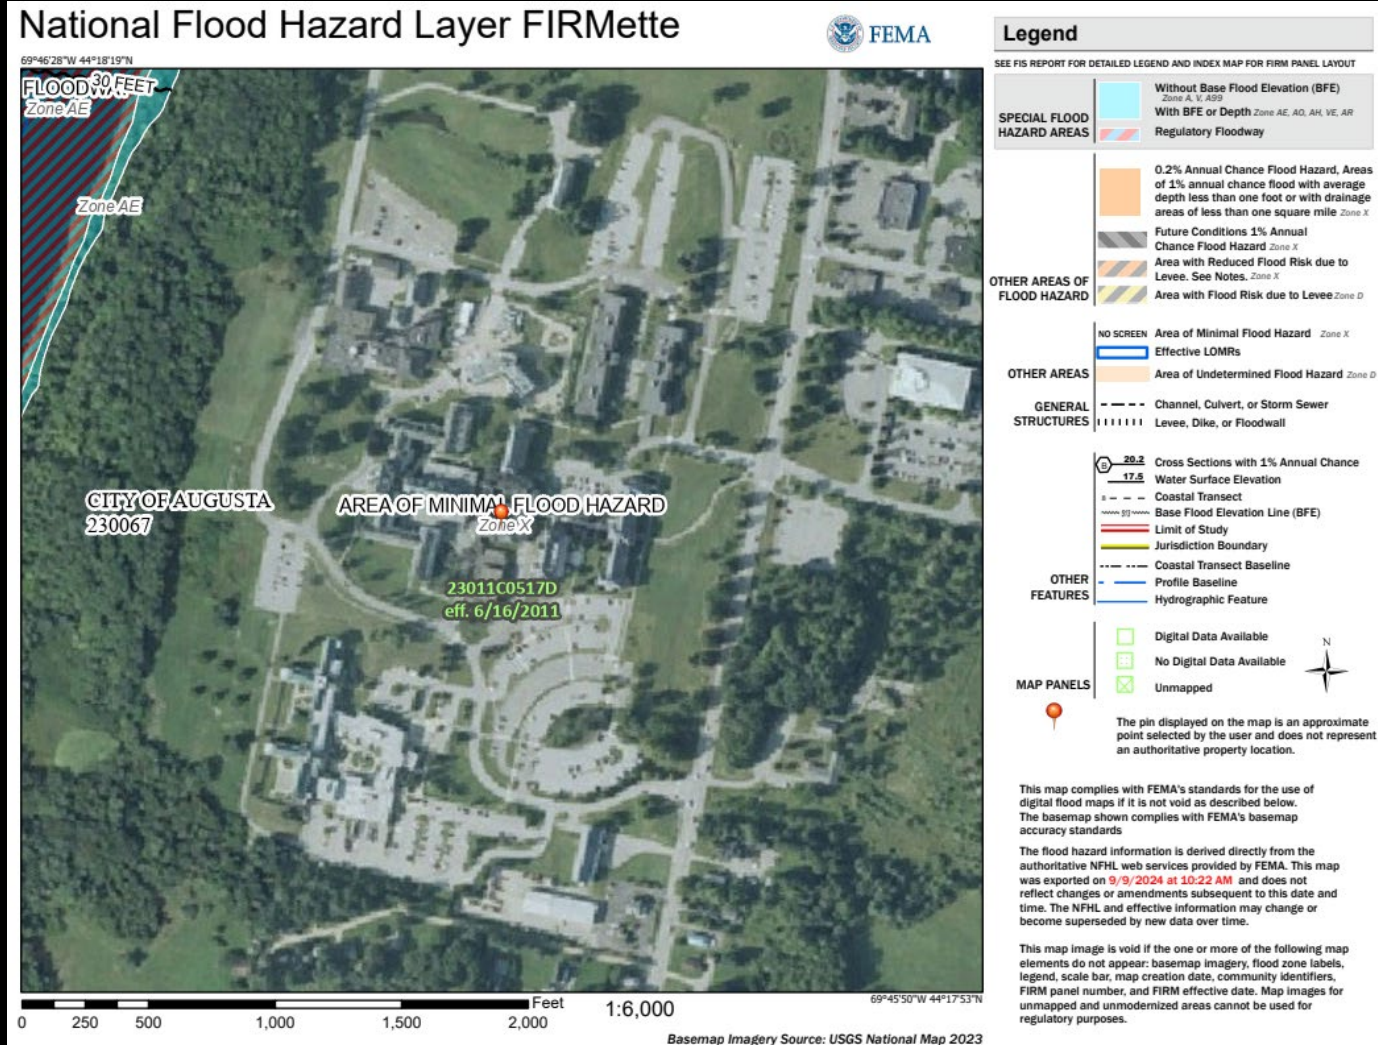 National Flood Hazard Layer FIRMette
FEMA
69°46'28"W 44°18'19"N
30 FEET
Zone AE
Zone AE
CITY OF AUGUSTA
230067
AREA OF MINIMAL FLOOD HAZARD
Zone X
23011C0517D
eff. 6/16/2011
69°45'50"W 44°17'53"N
Feet
1:6,000
0 250 500 1,000 1,500 2,000
Basemap Imagery Source: USGS National Map 2023
Legend
SEE FIS REPORT FOR DETAILED LEGEND AND INDEX MAP FOR FIRM PANEL LAYOUT
SPECIAL FLOOD
HAZARD AREAS
Without Base Flood Elevation (BFE)
Zone A, V, A99
With BFE or Depth Zone AE, AO, AH, VE, AR
Regulatory Floodway
OTHER AREAS OF
FLOOD HAZARD
0.2% Annual Chance Flood Hazard, Areas
of 1% annual chance flood with average
depth less than one foot or with drainage
areas of less than one square mile Zone X
Future Conditions 1% Annual
Chance Flood Hazard Zone X
Area with Reduced Flood Risk due to
Levee. See Notes. Zone X
Area with Flood Risk due to Levee Zone D
OTHER AREAS
NO SCREEN Area of Minimal Flood Hazard Zone X
Effective LOMRs
Area of Undetermined Flood Hazard Zone D
GENERAL
STRUCTURES
Channel, Culvert, or Storm Sewer
Levee, Dike, or Floodwall
OTHER
FEATURES
B 20.2 Cross Sections with 1% Annual Chance
17.5 Water Surface Elevation
Coastal Transect
Base Flood Elevation Line (BFE)
Limit of Study
Jurisdiction Boundary
Coastal Transect Baseline
Profile Baseline
Hydrographic Feature
MAP PANELS
Digital Data Available
No Digital Data Available
Unmapped
N
The pin displayed on the map is an approximate
point selected by the user and does not represent
an authoritative property location.
This map complies with FEMA's standards for the use of
digital flood maps if it is not void as described below.
The basemap shown complies with FEMA's basemap
accuracy standards
The flood hazard information is derived directly from the
authoritative NFHL web services provided by FEMA. This map
was exported on 9/9/2024 at 10:22 AM and does not
reflect changes or amendments subsequent to this date and
time. The NFHL and effective information may change or
become superseded by new data over time.
This map image is void if the one or more of the following map
elements do not appear: basemap imagery, flood zone labels,
legend, scale bar, map creation date, community identifiers,
FIRM panel number, and FIRM effective date. Map images for
unmapped and unmodernized areas cannot be used for
regulatory purposes.